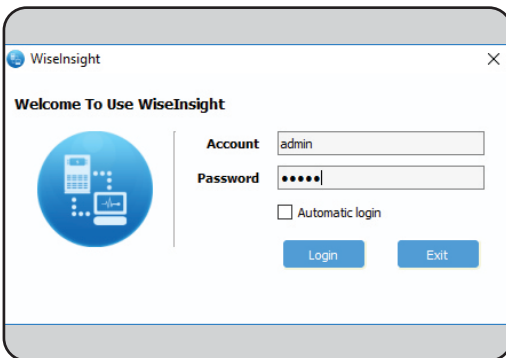 WiseInsight
Welcome To Use WiseInsight
Account admin
Password •••••
Automatic login
Login Exit